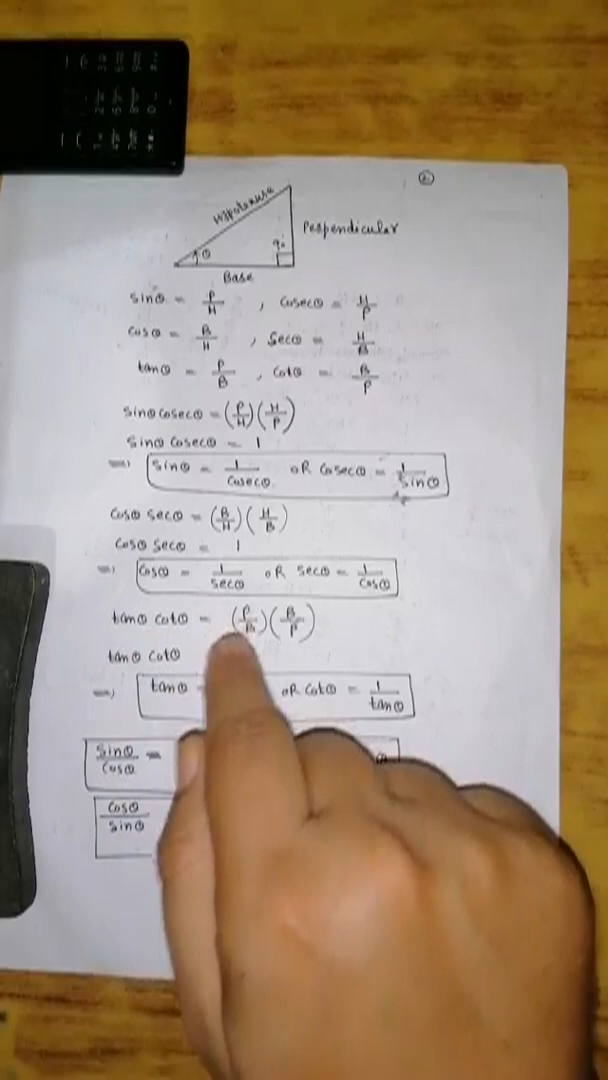 ②
Hypotenuse
Perpendicular
θ
90
Base
sinθ = P/H , Cosecθ = H/P
Cosθ = B/H , Secθ = H/B
tanθ = P/B , Cotθ = B/P
sinθ cosecθ = (P/H)(H/P)
sinθ Cosecθ = 1
=> sinθ = 1/Cosecθ OR Cosecθ = 1/Sinθ
Cosθ secθ = (B/H)(H/B)
Cosθ Secθ = 1
=> Cosθ = 1/Secθ OR secθ = 1/Cosθ
tanθ cotθ = (P/B)(B/P)
tanθ Cotθ
=> tanθ = OR Cotθ = 1/tanθ
Sinθ/Cosθ =
Cosθ/Sinθ